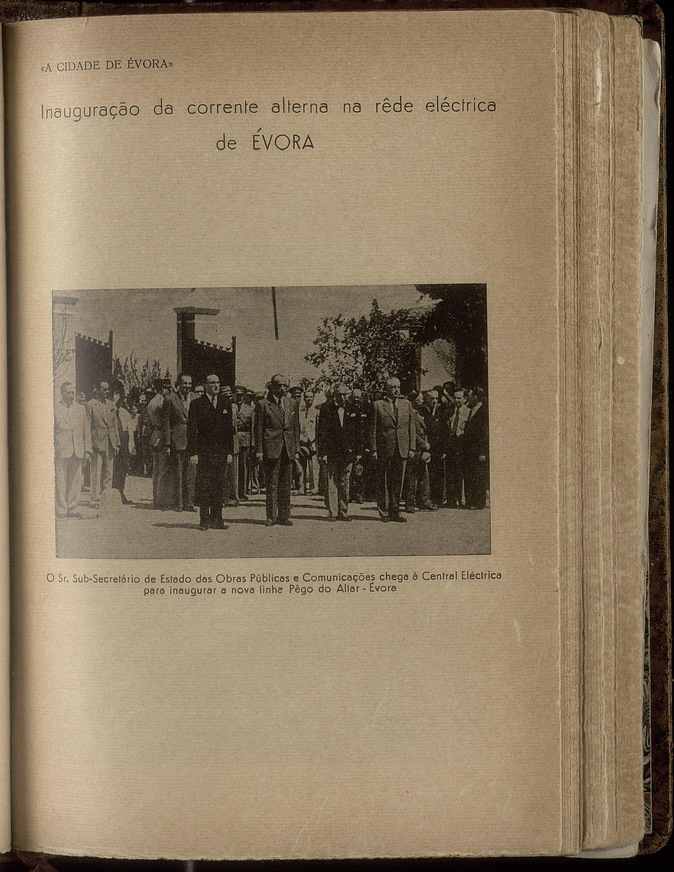 «A CIDADE DE ÉVORA»
Inauguração da corrente alterna na rêde eléctrica
de ÉVORA
O Sr. Sub-Secretário de Estado das Obras Públicas e Comunicações chega à Central Eléctrica
para inaugurar a nova linhe Pêgo do Altar - Évora